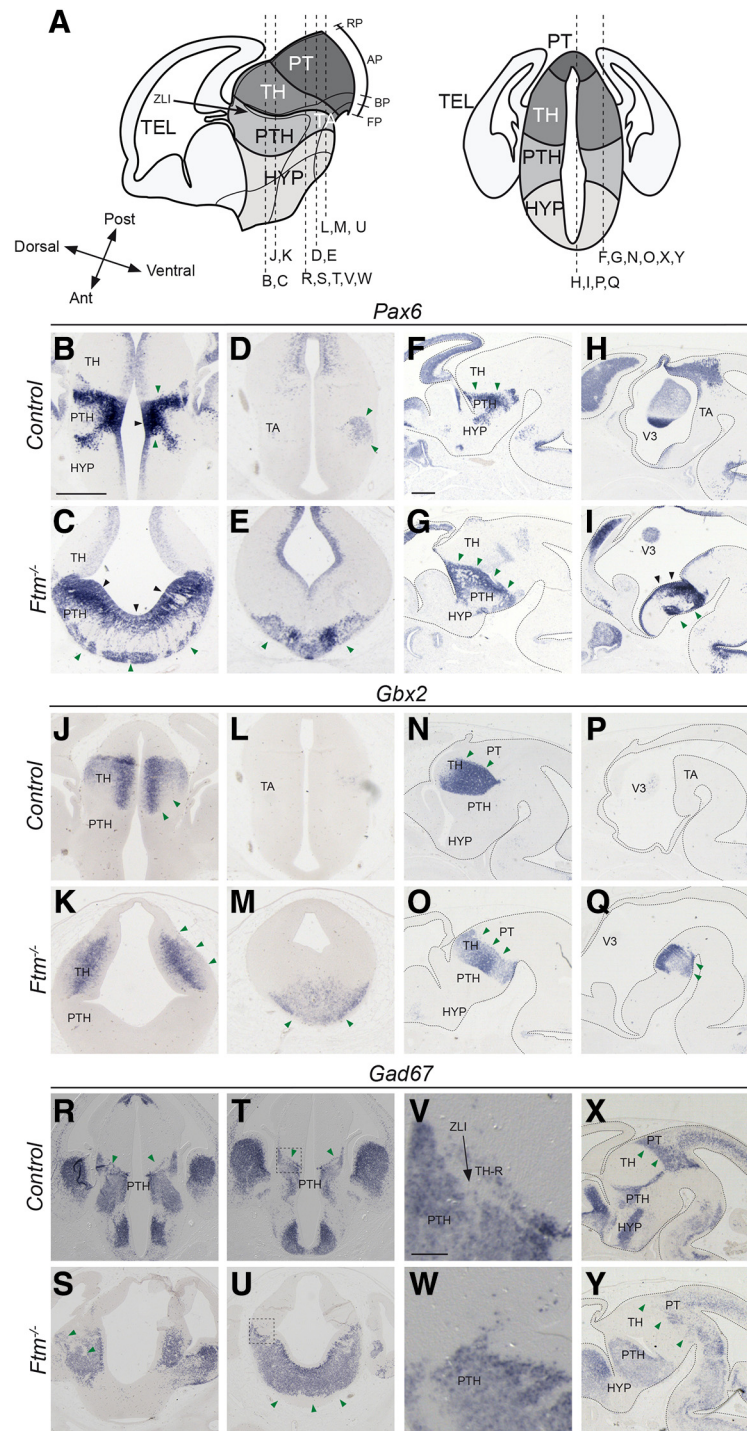 A
RP
AP
BP
FP
PT
TH
ZLI
TEL
PTH
TA
HYP
L,M, U
J,K
D,E
B,C
R,S,T,V,W
Post
Dorsal
Ventral
Ant
PT
TEL
TH
PTH
HYP
F,G,N,O,X,Y
H,I,P,Q
Pax6
Control
B
TH
PTH
HYP
D
TA
F
TH
PTH
HYP
H
V3
TA
Ftm-/-
C
TH
PTH
E
G
TH
PTH
HYP
I
V3
Gbx2
Control
J
TH
PTH
L
TA
N
PT
TH
PTH
HYP
P
V3
TA
Ftm-/-
K
TH
PTH
M
O
PT
TH
PTH
HYP
Q
V3
Gad67
Control
R
PTH
T
PTH
V
ZLI
TH-R
PTH
X
PT
TH
PTH
HYP
Ftm-/-
S
U
W
PTH
Y
PT
TH
PTH
HYP